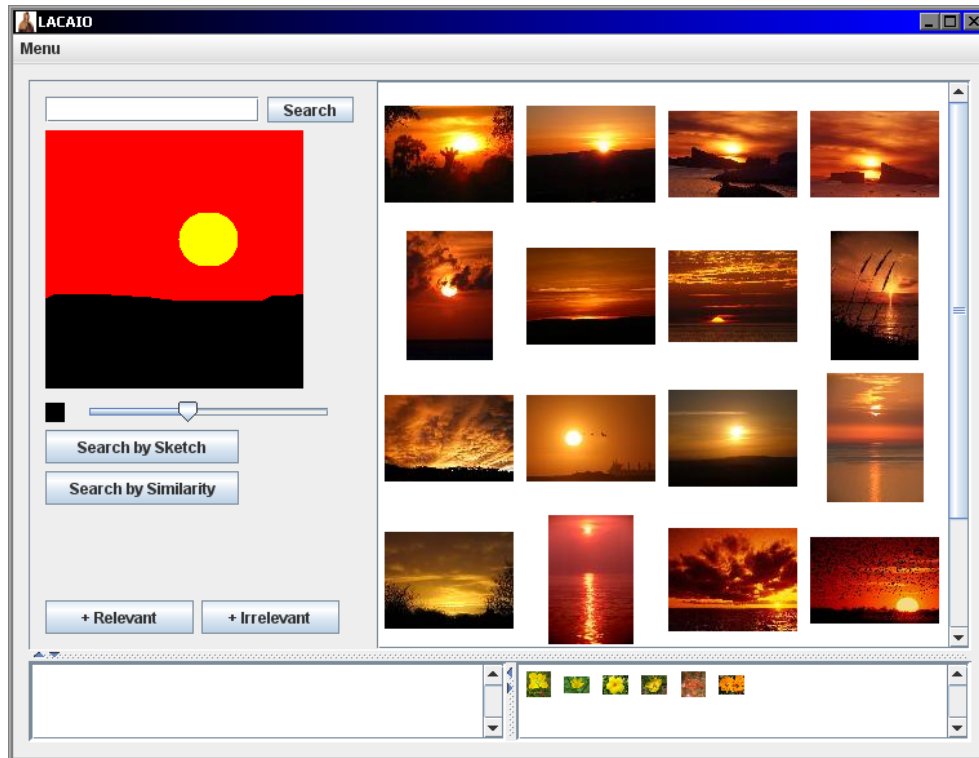 LACAIO
Menu
Search
Search by Sketch
Search by Similarity
+ Relevant
+ Irrelevant